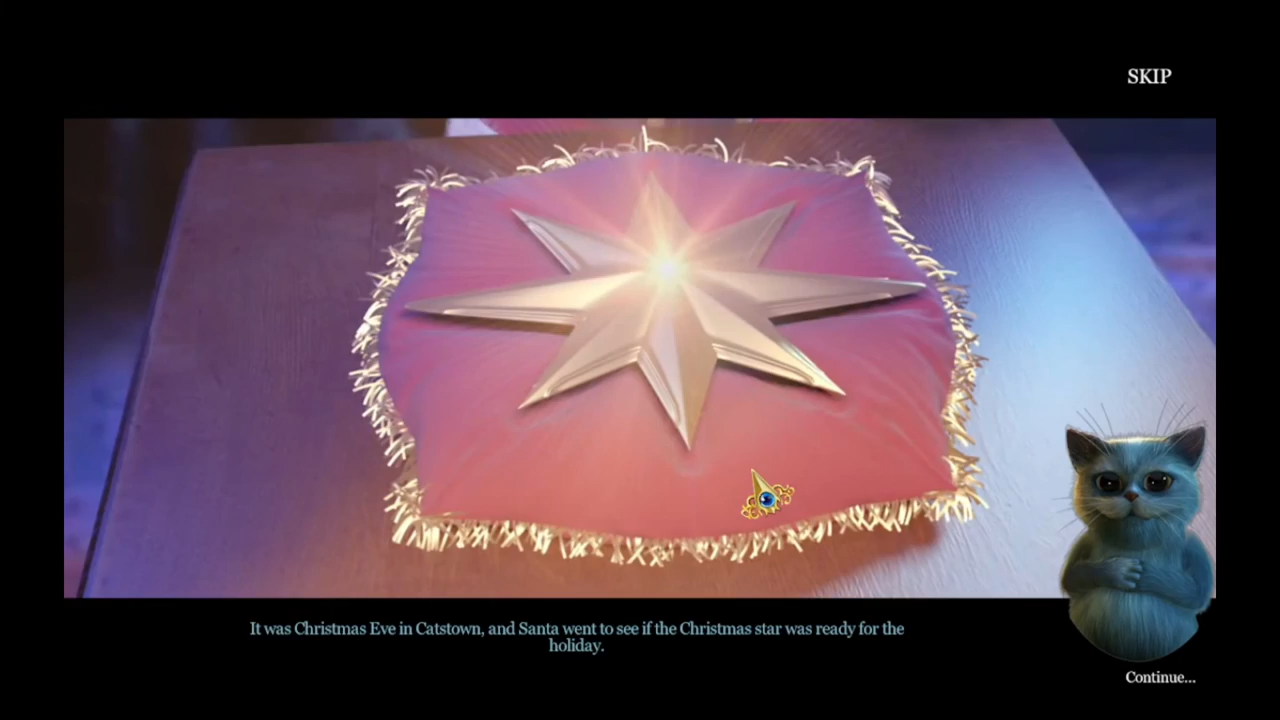 SKIP
It was Christmas Eve in Catstown, and Santa went to see if the Christmas star was ready for the
holiday.
Continue...